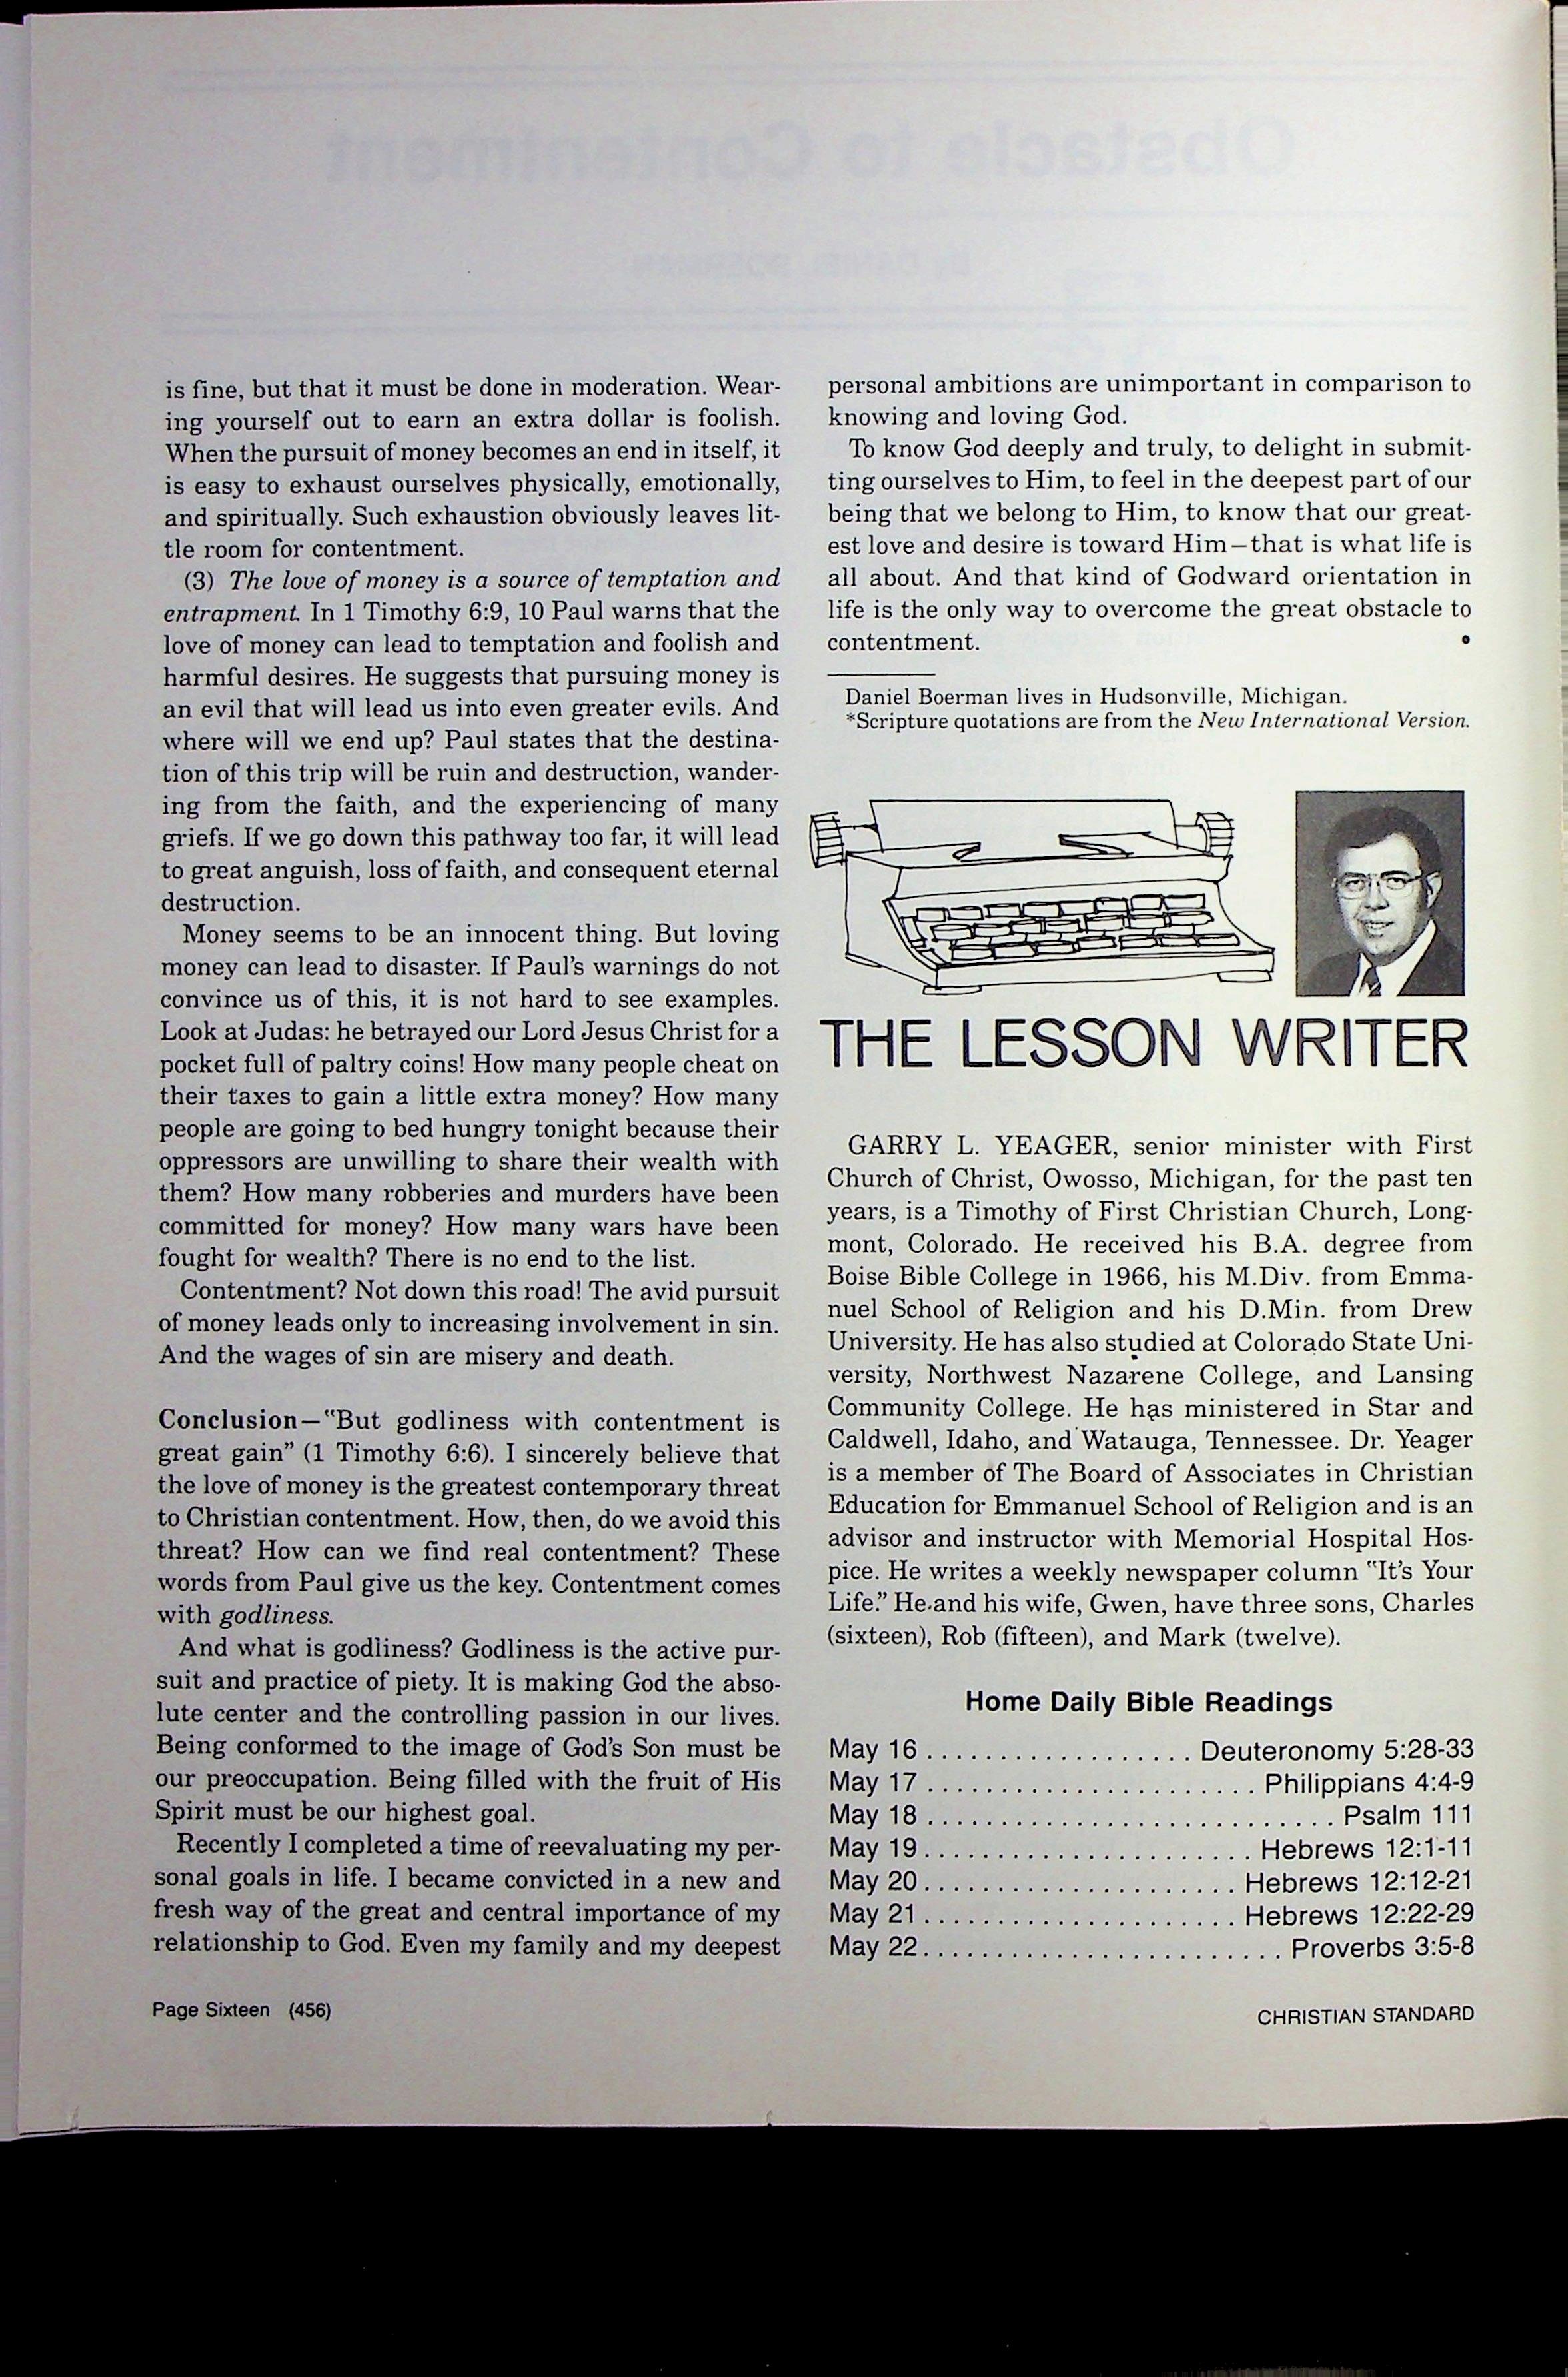 is fine, but that it must be done in moderation. Wear-
ing yourself out to earn an extra dollar is foolish.
When the pursuit of money becomes an end in itself, it
is easy to exhaust ourselves physically, emotionally,
and spiritually. Such exhaustion obviously leaves lit-
tle room for contentment.
(3) The love of money is a source of temptation and
entrapment. In 1 Timothy 6:9, 10 Paul warns that the
love of money can lead to temptation and foolish and
harmful desires. He suggests that pursuing money is
an evil that will lead us into even greater evils. And
where will we end up? Paul states that the destina-
tion of this trip will be ruin and destruction, wander-
ing from the faith, and the experiencing of many
griefs. If we go down this pathway too far, it will lead
to great anguish, loss of faith, and consequent eternal
destruction.
Money seems to be an innocent thing. But loving
money can lead to disaster. If Paul's warnings do not
convince us of this, it is not hard to see examples.
Look at Judas: he betrayed our Lord Jesus Christ for a
pocket full of paltry coins! How many people cheat on
their taxes to gain a little extra money? How many
people are going to bed hungry tonight because their
oppressors are unwilling to share their wealth with
them? How many robberies and murders have been
committed for money? How many wars have been
fought for wealth? There is no end to the list.
Contentment? Not down this road! The avid pursuit
of money leads only to increasing involvement in sin.
And the wages of sin are misery and death.
Conclusion—"But godliness with contentment is
great gain" (1 Timothy 6:6). I sincerely believe that
the love of money is the greatest contemporary threat
to Christian contentment. How, then, do we avoid this
threat? How can we find real contentment? These
words from Paul give us the key. Contentment comes
with godliness.
And what is godliness? Godliness is the active pur-
suit and practice of piety. It is making God the abso-
lute center and the controlling passion in our lives.
Being conformed to the image of God's Son must be
our preoccupation. Being filled with the fruit of His
Spirit must be our highest goal.
Recently I completed a time of reevaluating my per-
sonal goals in life. I became convicted in a new and
fresh way of the great and central importance of my
relationship to God. Even my family and my deepest
personal ambitions are unimportant in comparison to
knowing and loving God.
To know God deeply and truly, to delight in submit-
ting ourselves to Him, to feel in the deepest part of our
being that we belong to Him, to know that our great-
est love and desire is toward Him—that is what life is
all about. And that kind of Godward orientation in
life is the only way to overcome the great obstacle to
contentment. •
Daniel Boerman lives in Hudsonville, Michigan.
*Scripture quotations are from the New International Version.
THE LESSON WRITER
GARRY L. YEAGER, senior minister with First
Church of Christ, Owosso, Michigan, for the past ten
years, is a Timothy of First Christian Church, Long-
mont, Colorado. He received his B.A. degree from
Boise Bible College in 1966, his M.Div. from Emma-
nuel School of Religion and his D.Min. from Drew
University. He has also studied at Colorado State Uni-
versity, Northwest Nazarene College, and Lansing
Community College. He has ministered in Star and
Caldwell, Idaho, and Watauga, Tennessee. Dr. Yeager
is a member of The Board of Associates in Christian
Education for Emmanuel School of Religion and is an
advisor and instructor with Memorial Hospital Hos-
pice. He writes a weekly newspaper column "It's Your
Life." He and his wife, Gwen, have three sons, Charles
(sixteen), Rob (fifteen), and Mark (twelve).
Home Daily Bible Readings
May 16 . . . . . . . . . . . . . . . . . . Deuteronomy 5:28-33
May 17 . . . . . . . . . . . . . . . . . . . . . . Philippians 4:4-9
May 18 . . . . . . . . . . . . . . . . . . . . . . . . . . . Psalm 111
May 19 . . . . . . . . . . . . . . . . . . . . . . Hebrews 12:1-11
May 20 . . . . . . . . . . . . . . . . . . . . . Hebrews 12:12-21
May 21 . . . . . . . . . . . . . . . . . . . . . Hebrews 12:22-29
May 22 . . . . . . . . . . . . . . . . . . . . . . . . Proverbs 3:5-8
Page Sixteen (456)
CHRISTIAN STANDARD